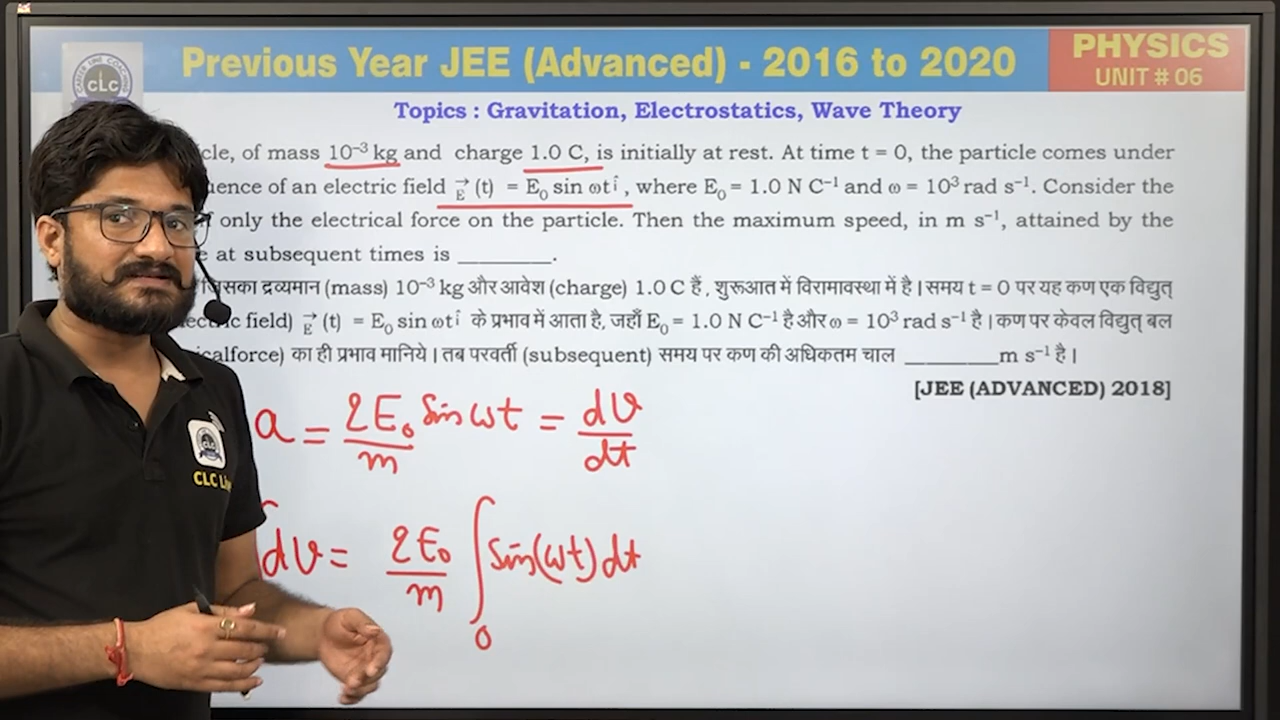 Previous Year JEE (Advanced) - 2016 to 2020
PHYSICS
UNIT # 06
CLC
Topics : Gravitation, Electrostatics, Wave Theory
of mass 10⁻³ kg and charge 1.0 C, is initially at rest. At time t = 0, the particle comes under
of an electric field E⃗ (t) = E₀ sin ωt î, where E₀ = 1.0 N C⁻¹ and ω = 10³ rad s⁻¹. Consider the
only the electrical force on the particle. Then the maximum speed, in m s⁻¹, attained by the
at subsequent times is ________.
द्रव्यमान (mass) 10⁻³ kg और आवेश (charge) 1.0 C हैं, शुरूआत में विरामावस्था में है। समय t = 0 पर यह कण एक विद्युत्
field) E⃗ (t) = E₀ sin ωt î के प्रभाव में आता है, जहाँ E₀ = 1.0 N C⁻¹ है और ω = 10³ rad s⁻¹ है। कण पर केवल विद्युत् बल
का ही प्रभाव मानिये। तब परवर्ती (subsequent) समय पर कण की अधिकतम चाल ________m s⁻¹ है।
[JEE (ADVANCED) 2018]
a = qE₀/m sin ωt = dv/dt
dv = qE₀/m ∫₀ sin(ωt) dt
CLC